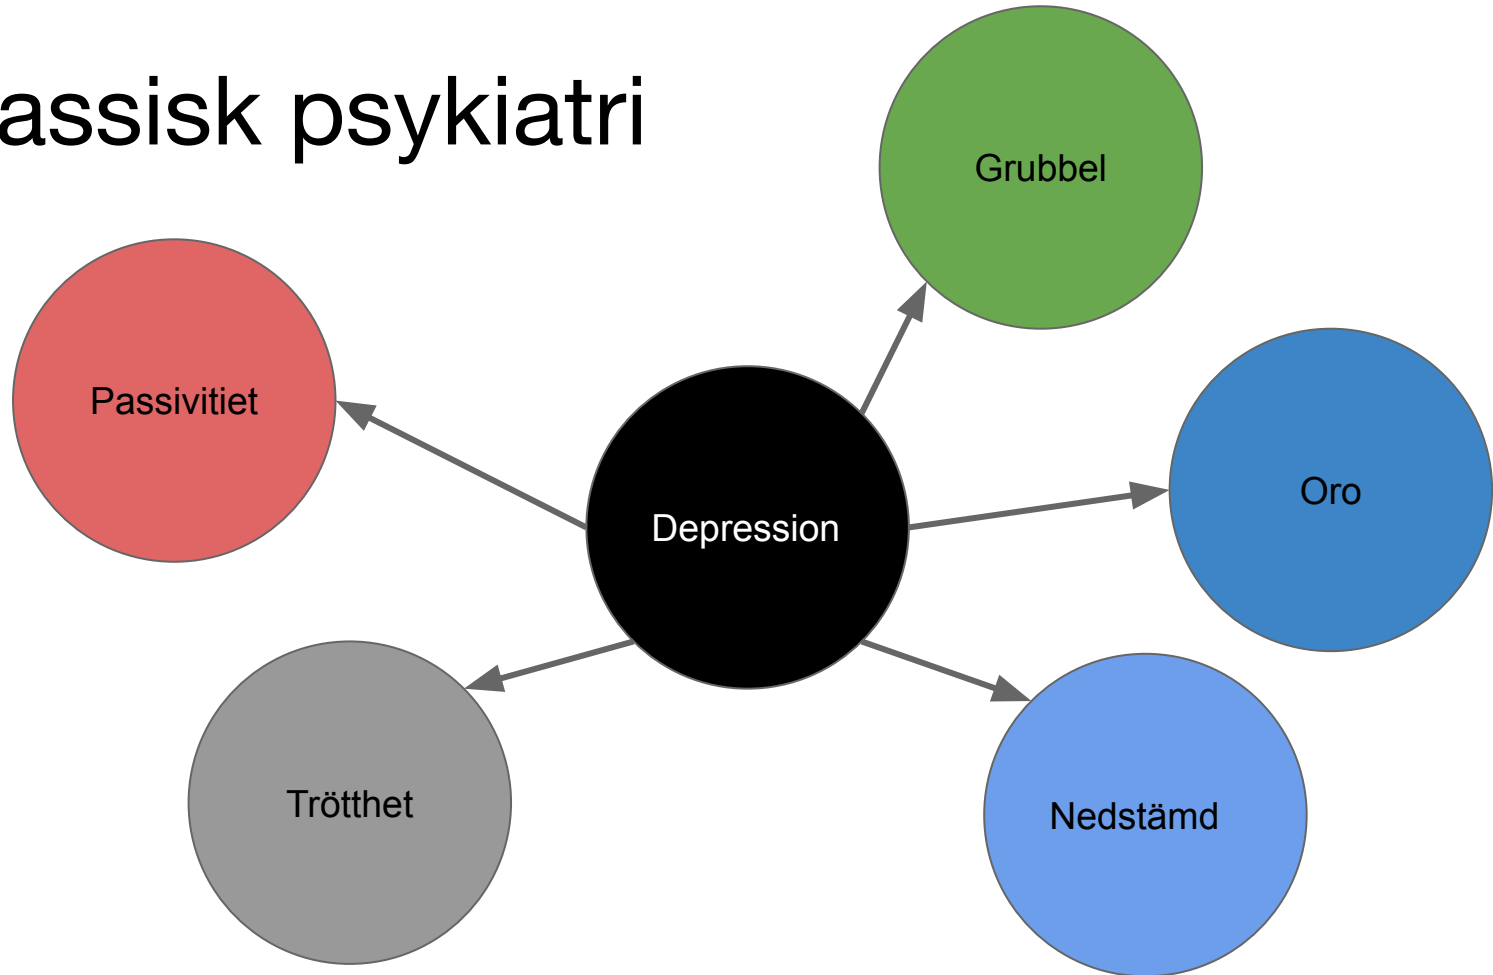 assisk psykiatri
Grubbel
Passivitiet
Oro
Depression
Trötthet
Nedstämd